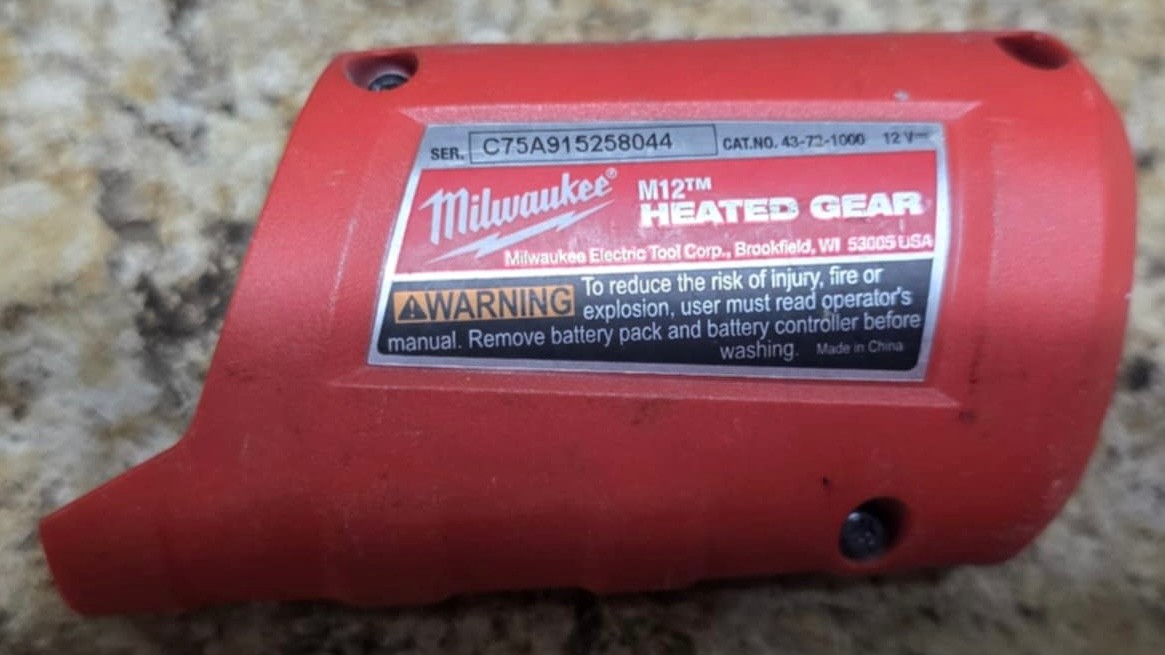 SER. C75A915258044 CAT.NO. 43-72-1000 12 V⎓
Milwaukee® M12™
HEATED GEAR
Milwaukee Electric Tool Corp., Brookfield, WI 53005 USA
⚠WARNING To reduce the risk of injury, fire or
explosion, user must read operator's
manual. Remove battery pack and battery controller before
washing. Made in China